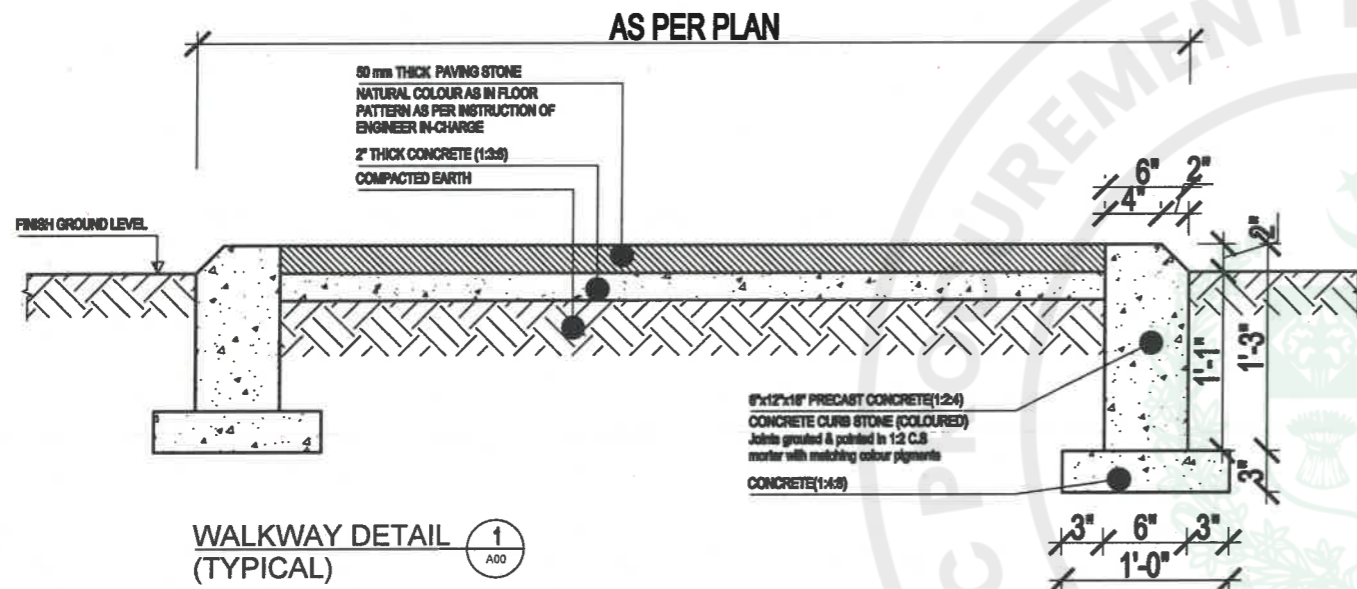 AS PER PLAN
50 mm THICK PAVING STONE
NATURAL COLOUR AS IN FLOOR
PATTERN AS PER INSTRUCTION OF
ENGINEER IN-CHARGE
2" THICK CONCRETE (1:3:6)
COMPACTED EARTH
FINISH GROUND LEVEL
6" 2"
4"
2"
1'-1"
1'-3"
3"
6"x12"x18" PRECAST CONCRETE(1:2:4)
CONCRETE CURB STONE (COLOURED)
Joints grouted & pointed in 1:2 C.S
morter with matching colour pigments
CONCRETE(1:4:8)
3" 6" 3"
1'-0"
WALKWAY DETAIL
(TYPICAL)
1
A00
C PROCUREMENT